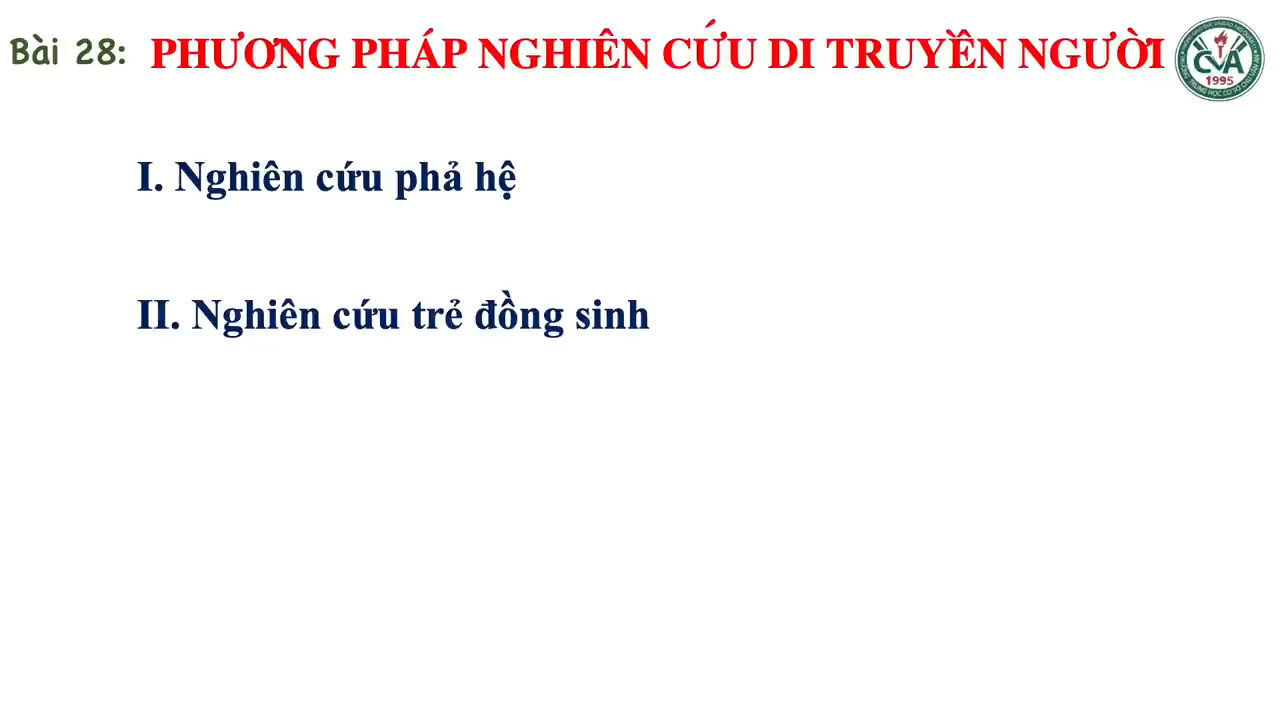 Bài 28: PHƯƠNG PHÁP NGHIÊN CỨU DI TRUYỀN NGƯỜI
CVA
1995
I. Nghiên cứu phả hệ
II. Nghiên cứu trẻ đồng sinh